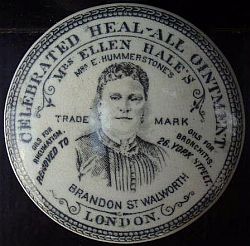 CELEBRATED HEAL-ALL OINTMENT
MRS ELLEN HALE'S
MRS E. HUMMERSTONE'S
TRADE MARK
OILS FOR
RHEUMATISM
REMOVED TO
OILS FOR
BRONCHITIS
26, YORK STREET,
BRANDON ST WALWORTH
LONDON.